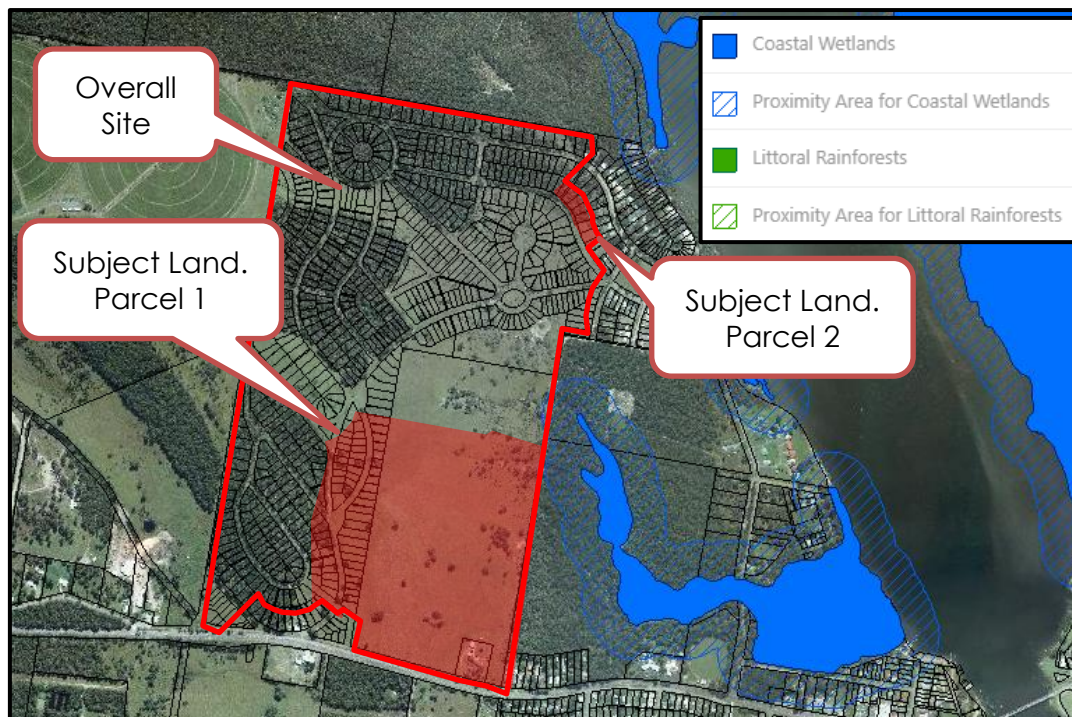 Overall
Site
Subject Land.
Parcel 1
Subject Land.
Parcel 2
Coastal Wetlands
Proximity Area for Coastal Wetlands
Littoral Rainforests
Proximity Area for Littoral Rainforests